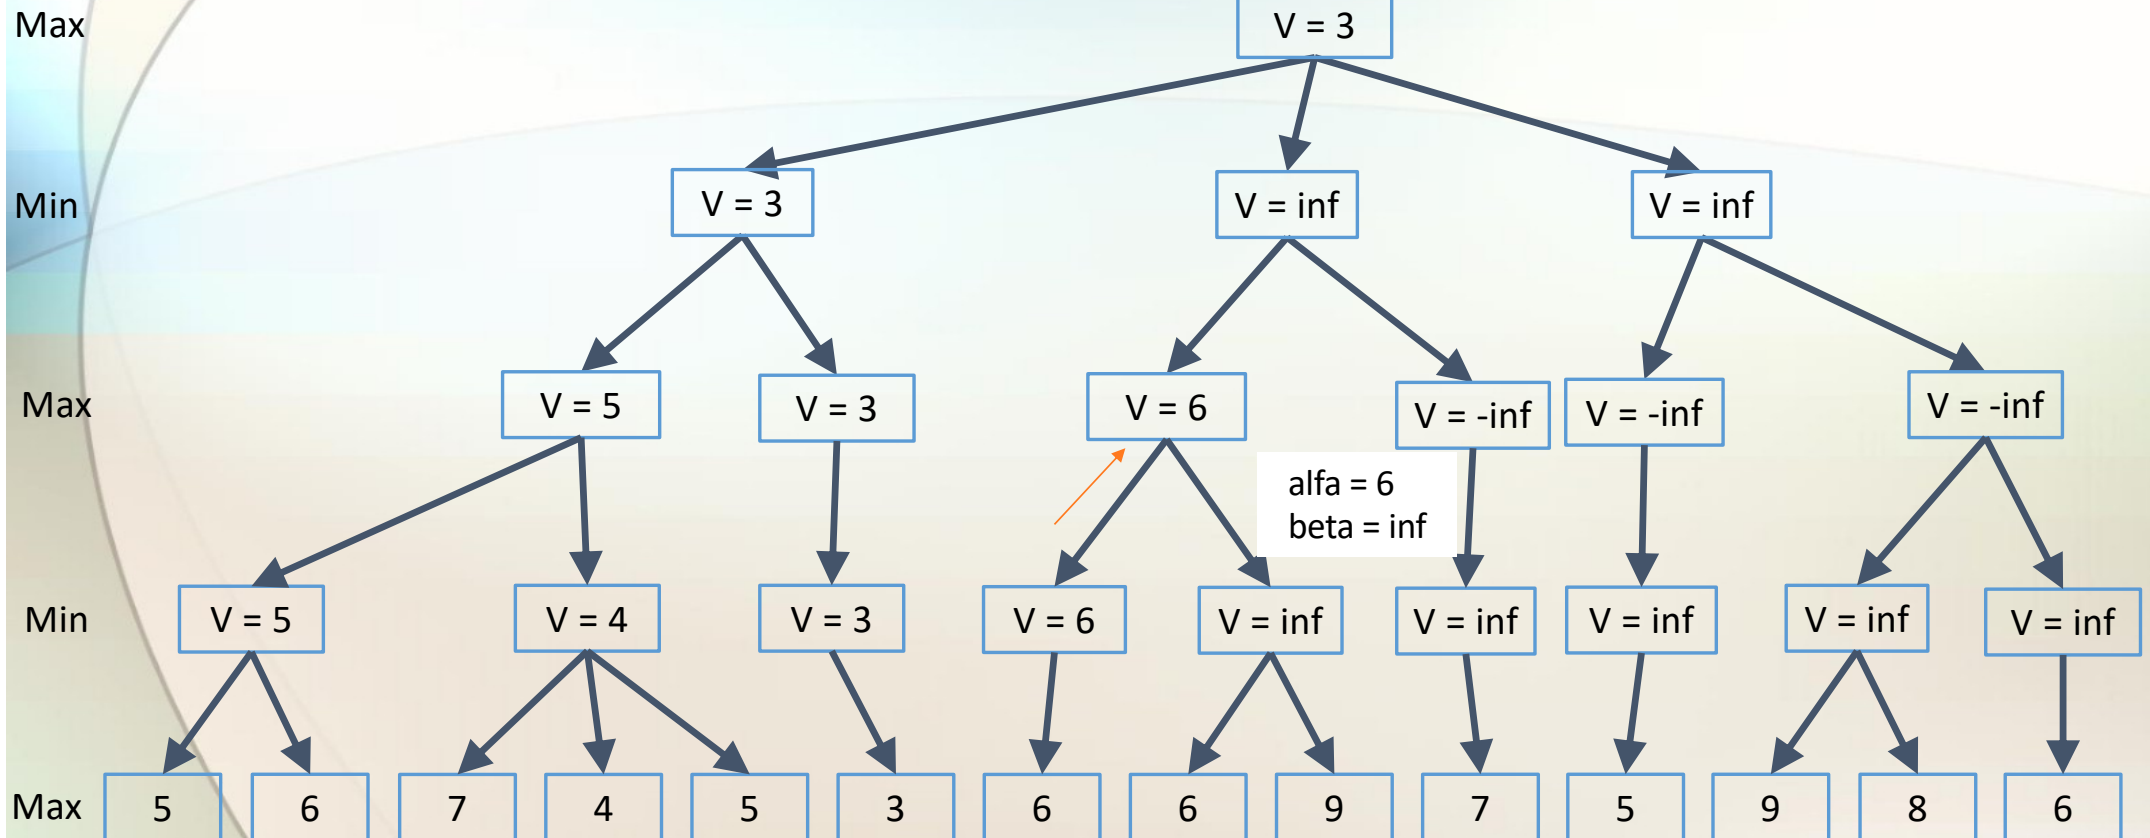 Max
V = 3
Min
V = 3
V = inf
V = inf
Max
V = 5
V = 3
V = 6
V = -inf
V = -inf
V = -inf
alfa = 6
beta = inf
Min
V = 5
V = 4
V = 3
V = 6
V = inf
V = inf
V = inf
V = inf
V = inf
Max
5
6
7
4
5
3
6
6
9
7
5
9
8
6